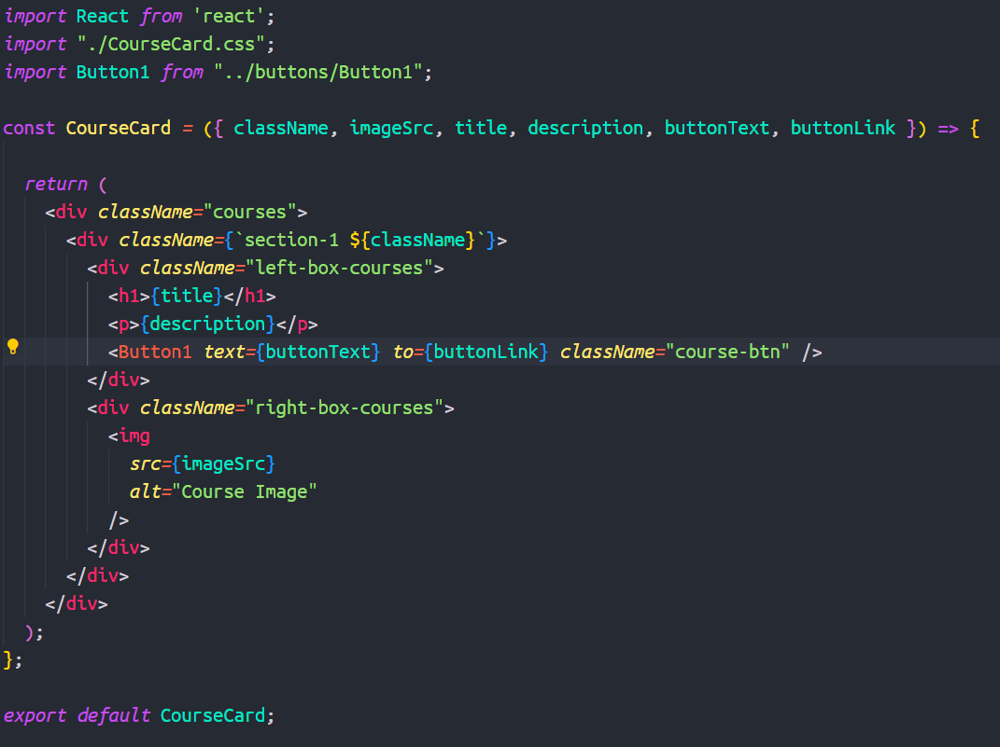 import React from 'react';
import "./CourseCard.css";
import Button1 from "../buttons/Button1";

const CourseCard = ({ className, imageSrc, title, description, buttonText, buttonLink }) => {

  return (
    <div className="courses">
      <div className={`section-1 ${className}`}>
        <div className="left-box-courses">
          <h1>{title}</h1>
          <p>{description}</p>
          <Button1 text={buttonText} to={buttonLink} className="course-btn" />
        </div>
        <div className="right-box-courses">
          <img
            src={imageSrc}
            alt="Course Image"
          />
        </div>
      </div>
    </div>
  );
};

export default CourseCard;